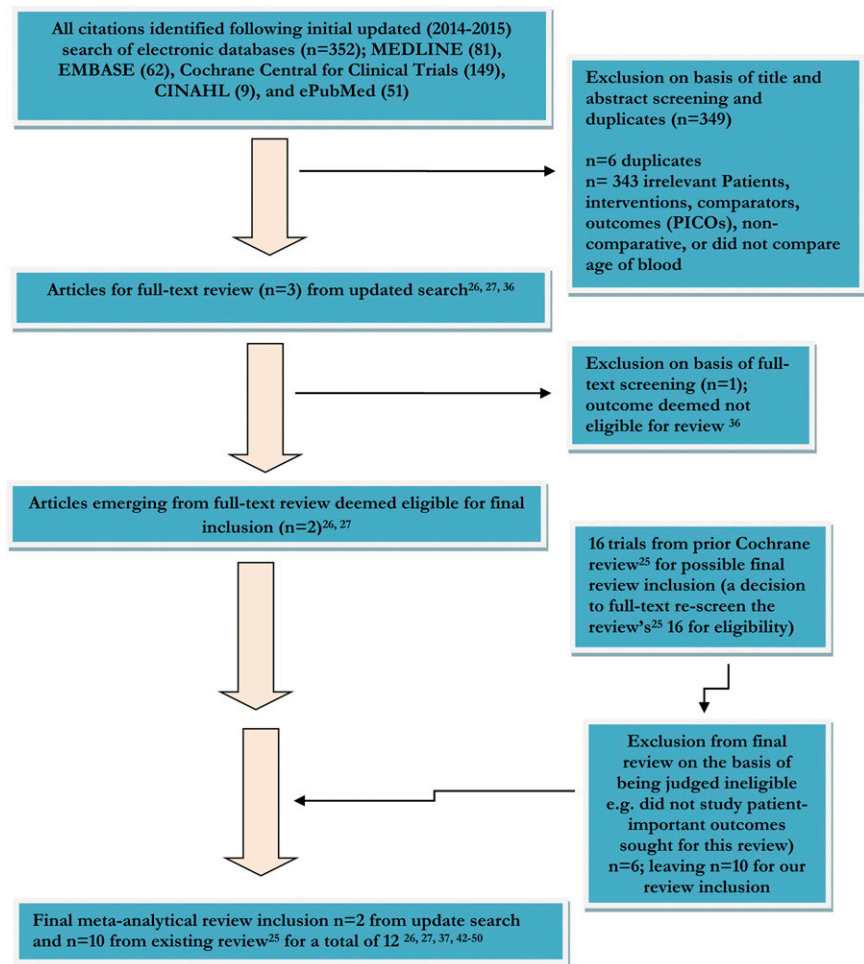 All citations identified following initial updated (2014-2015)
search of electronic databases (n=352); MEDLINE (81),
EMBASE (62), Cochrane Central for Clinical Trials (149),
CINAHL (9), and ePubMed (51)
Exclusion on basis of title and
abstract screening and
duplicates (n=349)
n=6 duplicates
n= 343 irrelevant Patients,
interventions, comparators,
outcomes (PICOs), non-
comparative, or did not compare
age of blood
Articles for full-text review (n=3) from updated search26, 27, 36
Exclusion on basis of full-
text screening (n=1);
outcome deemed not
eligible for review 36
Articles emerging from full-text review deemed eligible for final
inclusion (n=2)26, 27
16 trials from prior Cochrane
review25 for possible final
review inclusion (a decision
to full-text re-screen the
review's25 16 for eligibility)
Exclusion from final
review on the basis of
being judged ineligible
e.g. did not study patient-
important outcomes
sought for this review)
n=6; leaving n=10 for our
review inclusion
Final meta-analytical review inclusion n=2 from update search
and n=10 from existing review25 for a total of 12 26, 27, 37, 42-50